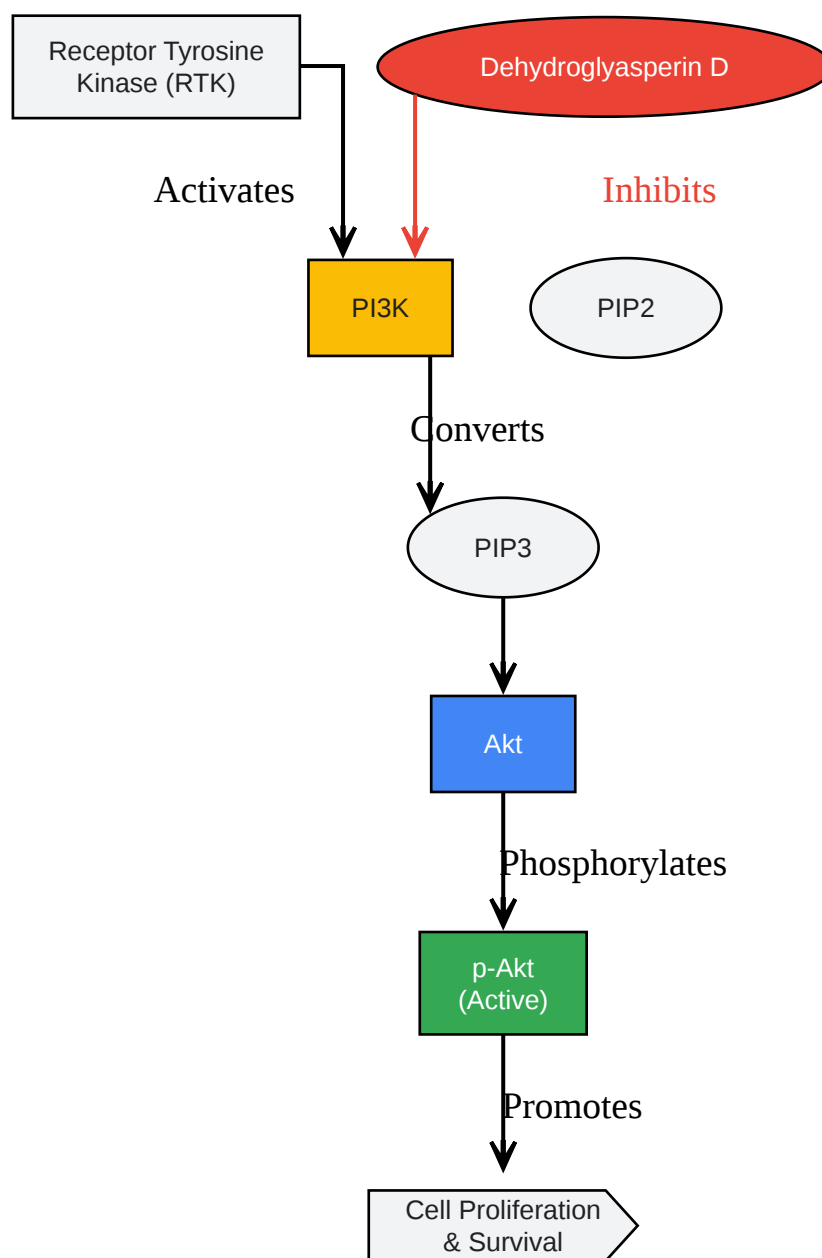 Receptor Tyrosine
Kinase (RTK)
Dehydroglyasperin D
Activates
Inhibits
PI3K
PIP2
Converts
PIP3
Akt
Phosphorylates
p-Akt
(Active)
Promotes
Cell Proliferation
& Survival